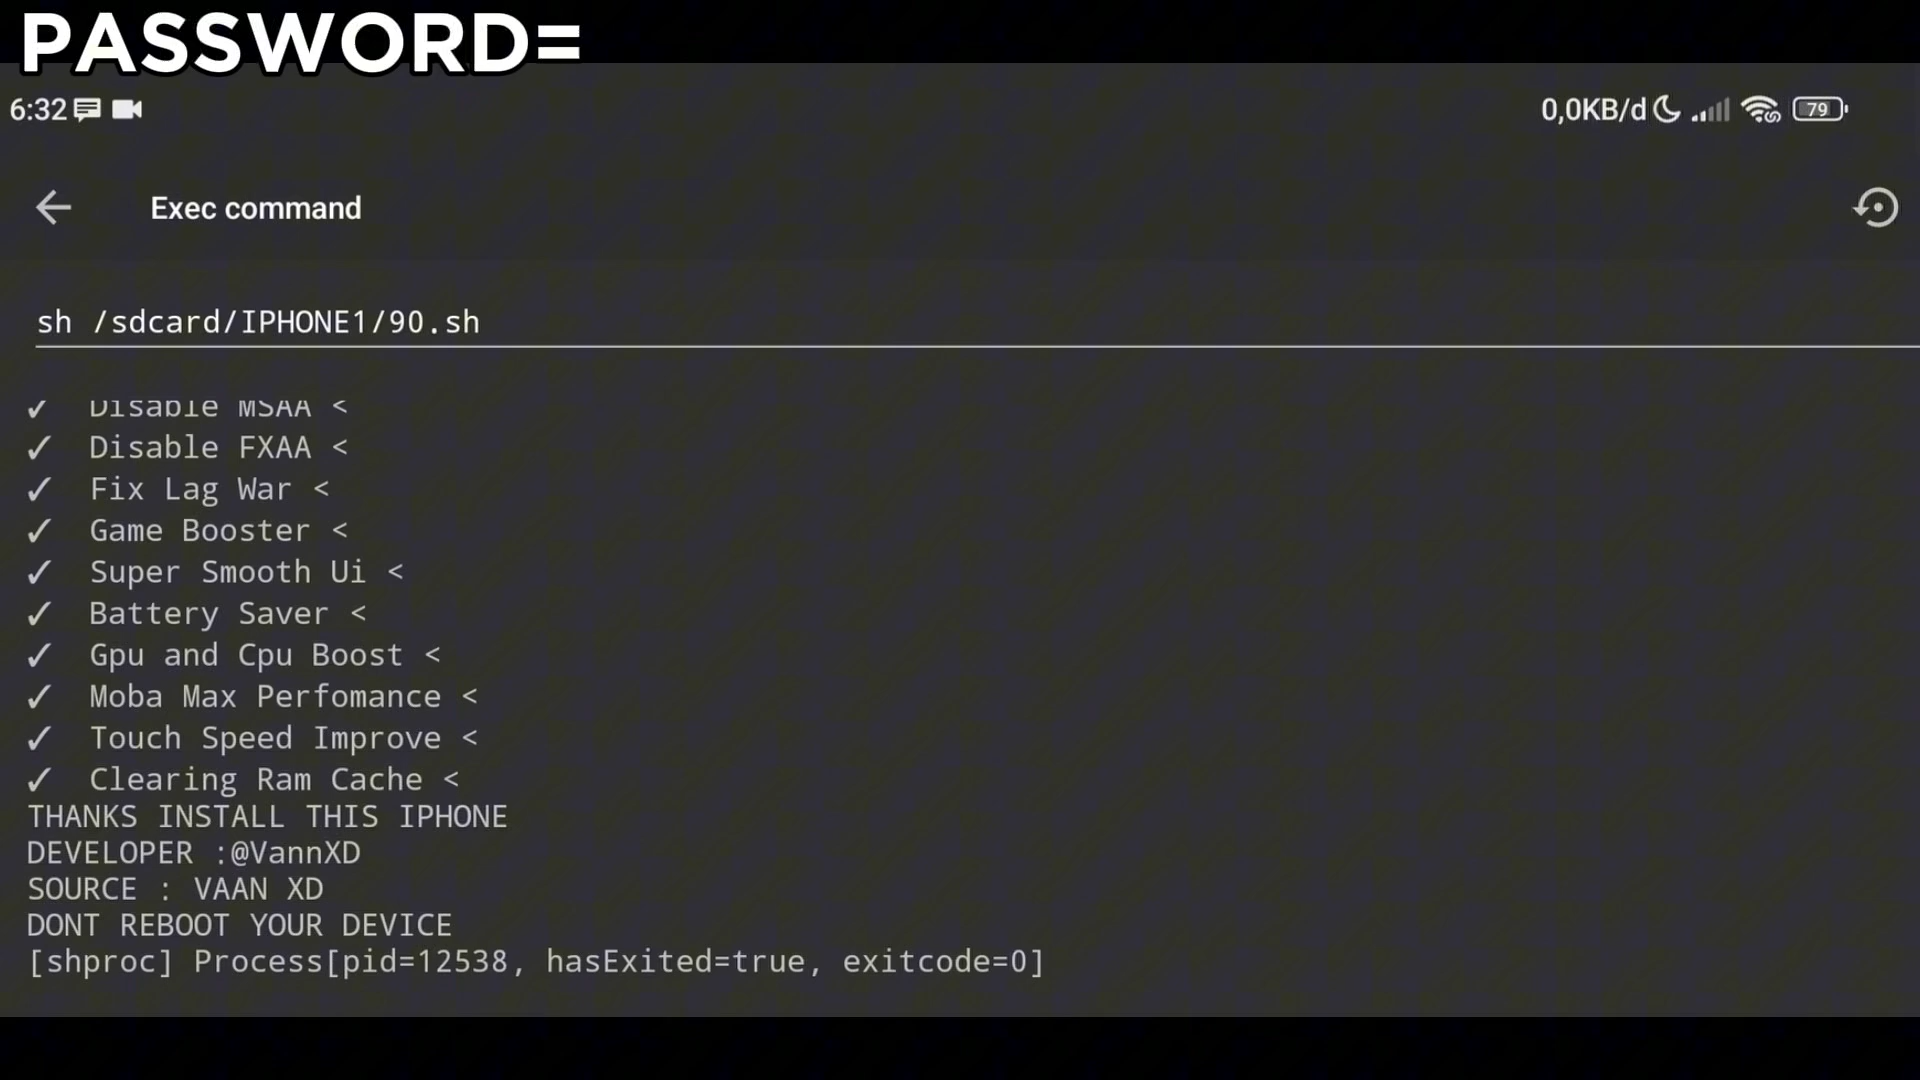 PASSWORD=
6:32
0,0KB/d
79
Exec command
sh /sdcard/IPHONE1/90.sh
✓ Disable MSAA <
✓ Disable FXAA <
✓ Fix Lag War <
✓ Game Booster <
✓ Super Smooth Ui <
✓ Battery Saver <
✓ Gpu and Cpu Boost <
✓ Moba Max Perfomance <
✓ Touch Speed Improve <
✓ Clearing Ram Cache <
THANKS INSTALL THIS IPHONE
DEVELOPER :@VannXD
SOURCE : VAAN XD
DONT REBOOT YOUR DEVICE
[shproc] Process[pid=12538, hasExited=true, exitcode=0]